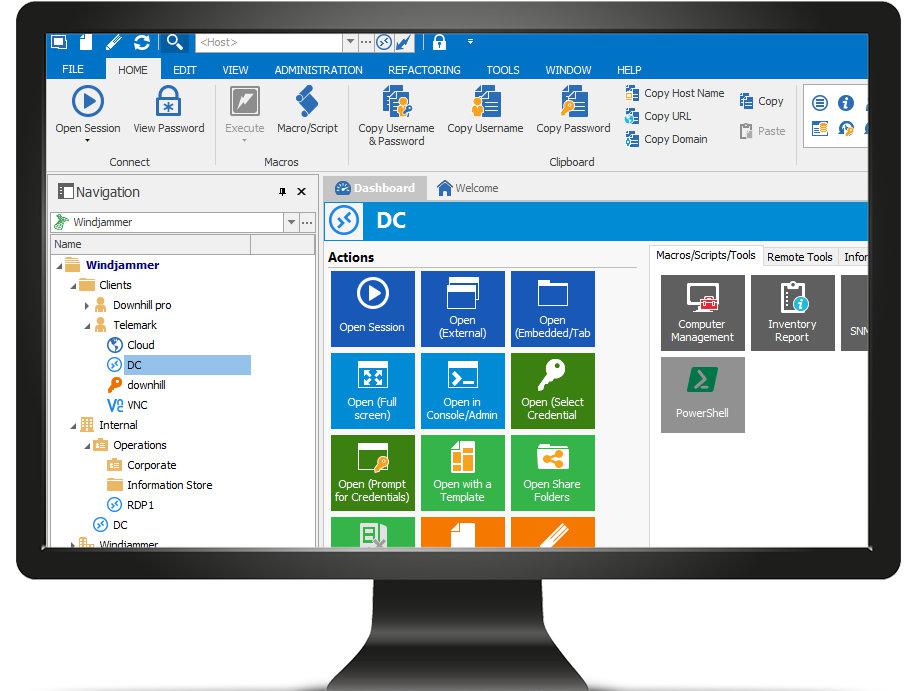 <Host>
FILE HOME EDIT VIEW ADMINISTRATION REFACTORING TOOLS WINDOW HELP
Open Session
View Password
Execute
Macro/Script
Copy Username
& Password
Copy Username
Copy Password
Copy Host Name
Copy URL
Copy Domain
Copy
Paste
Connect
Macros
Clipboard
Navigation
Windjammer
Name
Windjammer
Clients
Downhill pro
Telemark
Cloud
DC
downhill
VNC
Internal
Operations
Corporate
Information Store
RDP1
DC
Windjammer
Dashboard
Welcome
DC
Actions
Open Session
Open
(External)
Open
(Embedded/Tab
Open (Full
screen)
Open in
Console/Admin
Open (Select
Credential
Open (Prompt
for Credentials)
Open with a
Template
Open Share
Folders
Macros/Scripts/Tools
Remote Tools
Infor
Computer
Management
Inventory
Report
PowerShell